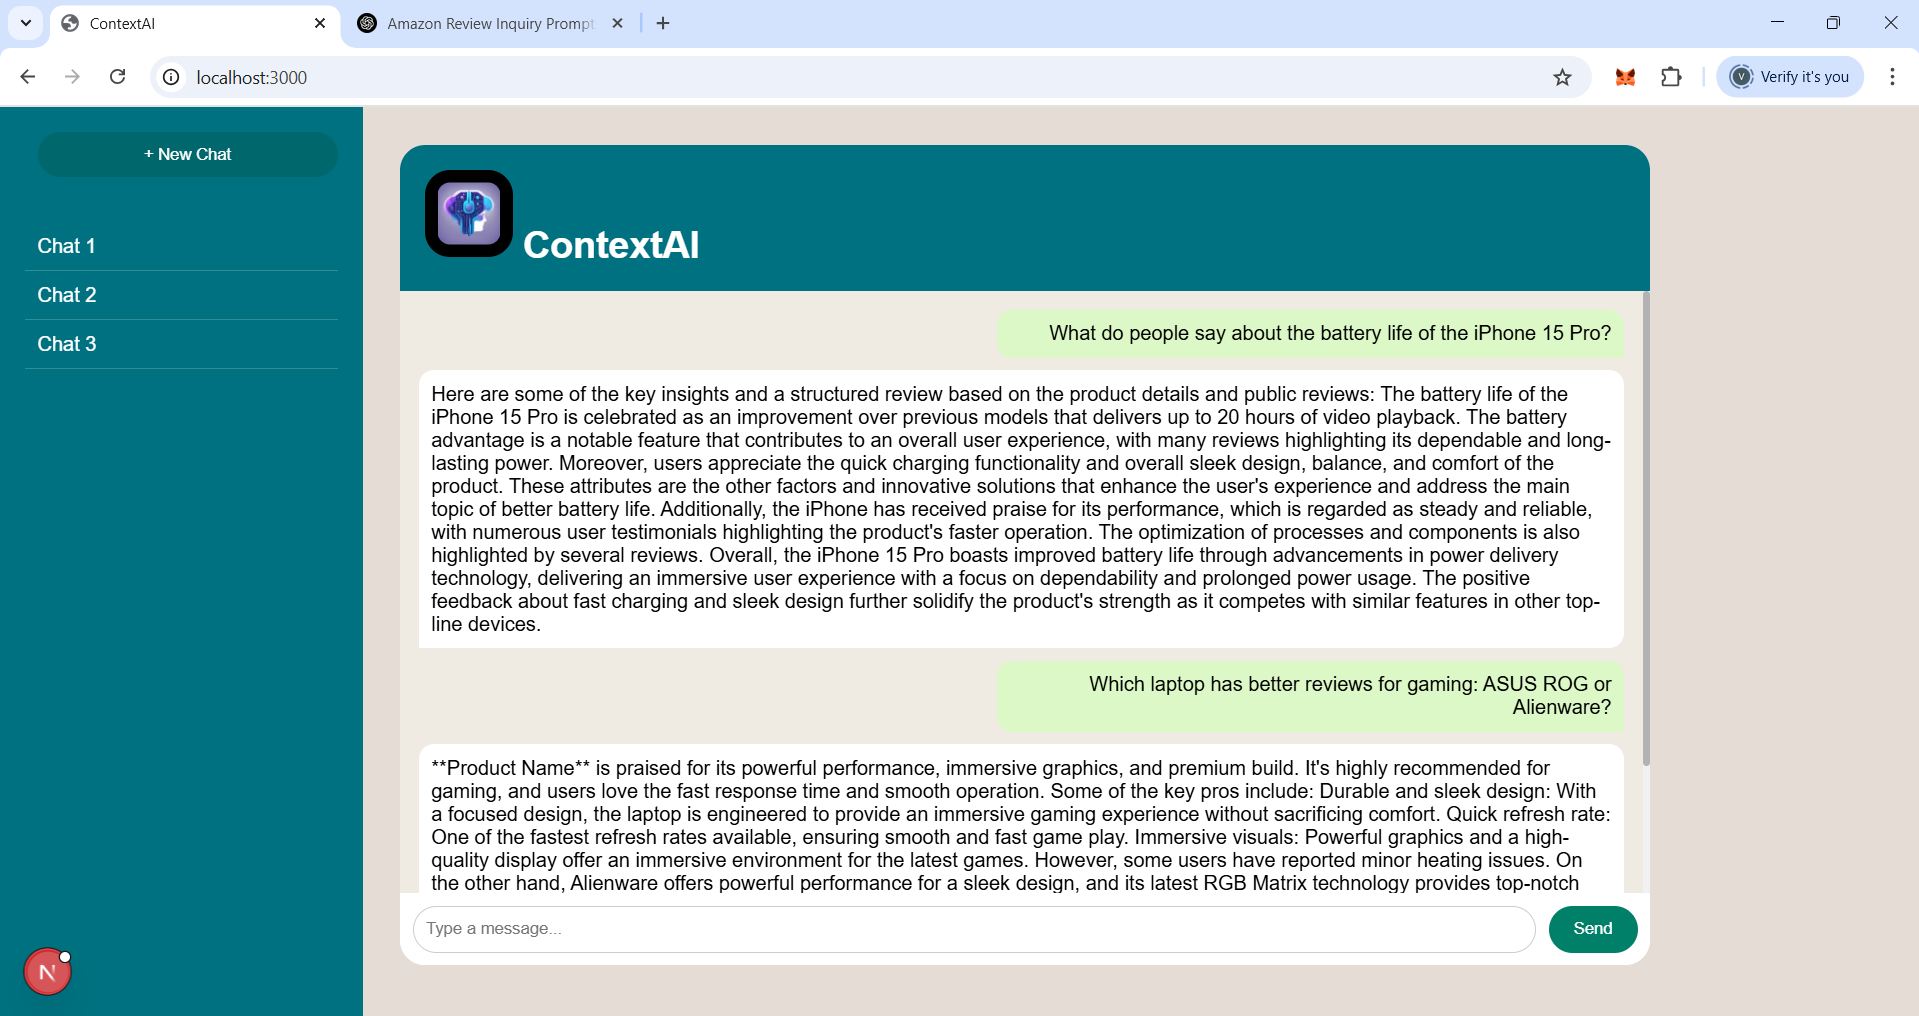 ContextAI
Amazon Review Inquiry Prompt
localhost:3000
Verify it's you
+ New Chat
Chat 1
Chat 2
Chat 3
ContextAI
What do people say about the battery life of the iPhone 15 Pro?
Here are some of the key insights and a structured review based on the product details and public reviews: The battery life of the
iPhone 15 Pro is celebrated as an improvement over previous models that delivers up to 20 hours of video playback. The battery
advantage is a notable feature that contributes to an overall user experience, with many reviews highlighting its dependable and long-
lasting power. Moreover, users appreciate the quick charging functionality and overall sleek design, balance, and comfort of the
product. These attributes are the other factors and innovative solutions that enhance the user's experience and address the main
topic of better battery life. Additionally, the iPhone has received praise for its performance, which is regarded as steady and reliable,
with numerous user testimonials highlighting the product's faster operation. The optimization of processes and components is also
highlighted by several reviews. Overall, the iPhone 15 Pro boasts improved battery life through advancements in power delivery
technology, delivering an immersive user experience with a focus on dependability and prolonged power usage. The positive
feedback about fast charging and sleek design further solidify the product's strength as it competes with similar features in other top-
line devices.
Which laptop has better reviews for gaming: ASUS ROG or
Alienware?
**Product Name** is praised for its powerful performance, immersive graphics, and premium build. It's highly recommended for
gaming, and users love the fast response time and smooth operation. Some of the key pros include: Durable and sleek design: With
a focused design, the laptop is engineered to provide an immersive gaming experience without sacrificing comfort. Quick refresh rate:
One of the fastest refresh rates available, ensuring smooth and fast game play. Immersive visuals: Powerful graphics and a high-
quality display offer an immersive environment for the latest games. However, some users have reported minor heating issues. On
the other hand, Alienware offers powerful performance for a sleek design, and its latest RGB Matrix technology provides top-notch
Type a message...
Send
N